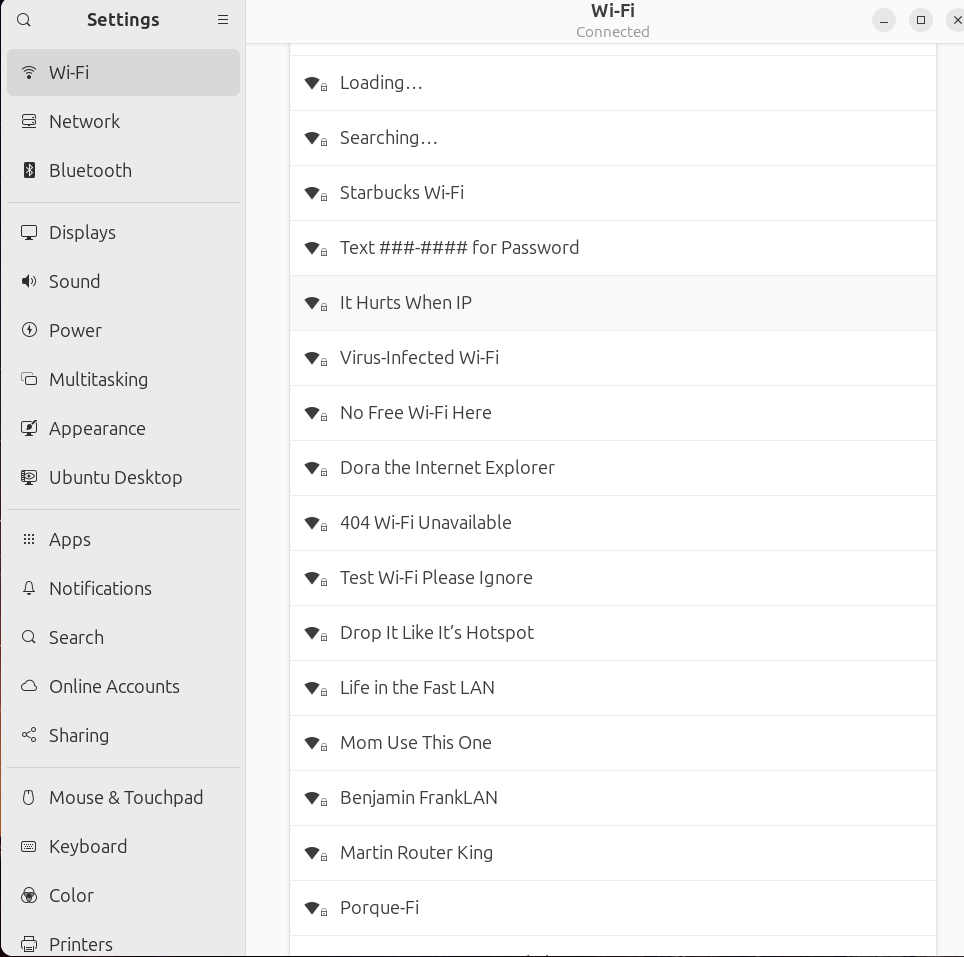 Settings
Wi-Fi
Connected
Wi-Fi
Network
Bluetooth
Displays
Sound
Power
Multitasking
Appearance
Ubuntu Desktop
Apps
Notifications
Search
Online Accounts
Sharing
Mouse & Touchpad
Keyboard
Color
Printers
Loading…
Searching…
Starbucks Wi-Fi
Text ###-#### for Password
It Hurts When IP
Virus-Infected Wi-Fi
No Free Wi-Fi Here
Dora the Internet Explorer
404 Wi-Fi Unavailable
Test Wi-Fi Please Ignore
Drop It Like It’s Hotspot
Life in the Fast LAN
Mom Use This One
Benjamin FrankLAN
Martin Router King
Porque-Fi